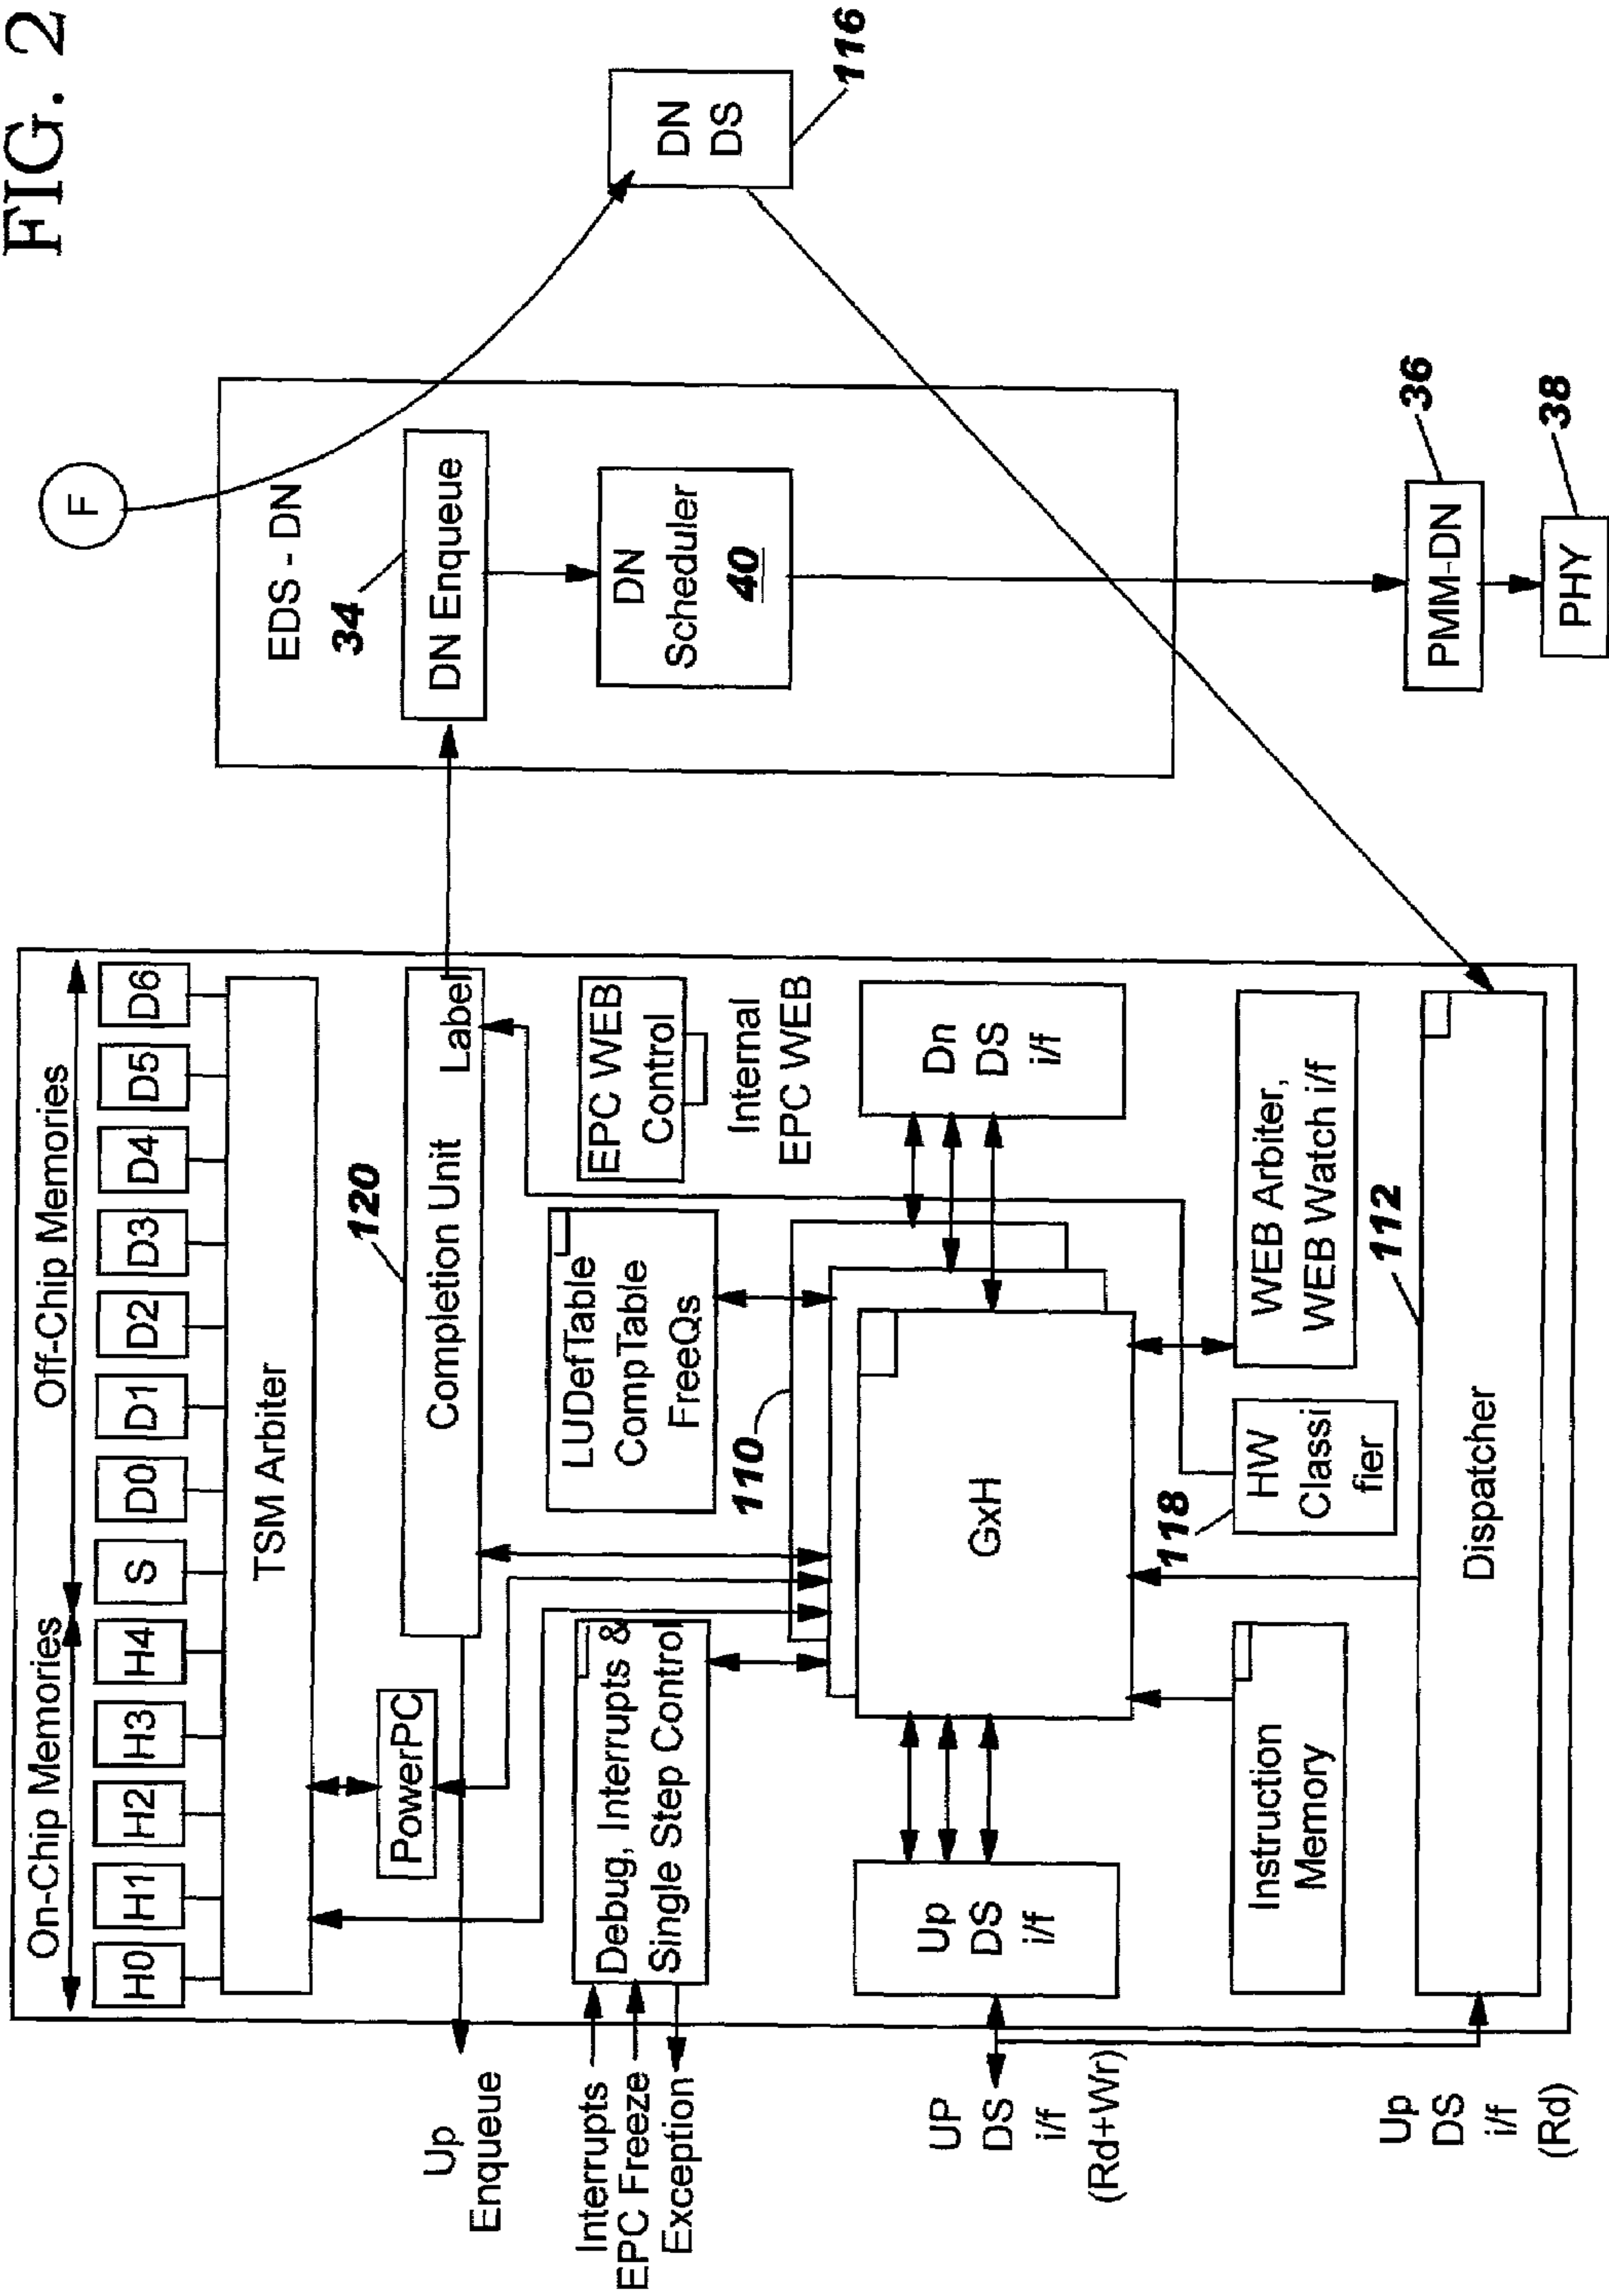 FIG. 2
F
DN
DS
116
EDS - DN
34
DN Enqueue
DN
Scheduler
40
PMM-DN
36
PHY
38
On-Chip Memories
Off-Chip Memories
H0
H1
H2
H3
H4
S
D0
D1
D2
D3
D4
D5
D6
TSM Arbiter
PowerPC
120
Completion Unit
Label
Up
Enqueue
Interrupts
EPC Freeze
Exception
Debug, Interrupts &
Single Step Control
LUDefTable
CompTable
FreeQs
EPC WEB
Control
Internal
EPC WEB
110
GxH
Up
DS
i/f
Dn
DS
i/f
UP
DS
i/f
(Rd+Wr)
Instruction
Memory
118
HW
Classi
fier
WEB Arbiter,
WEB Watch i/f
112
Dispatcher
Up
DS
i/f
(Rd)